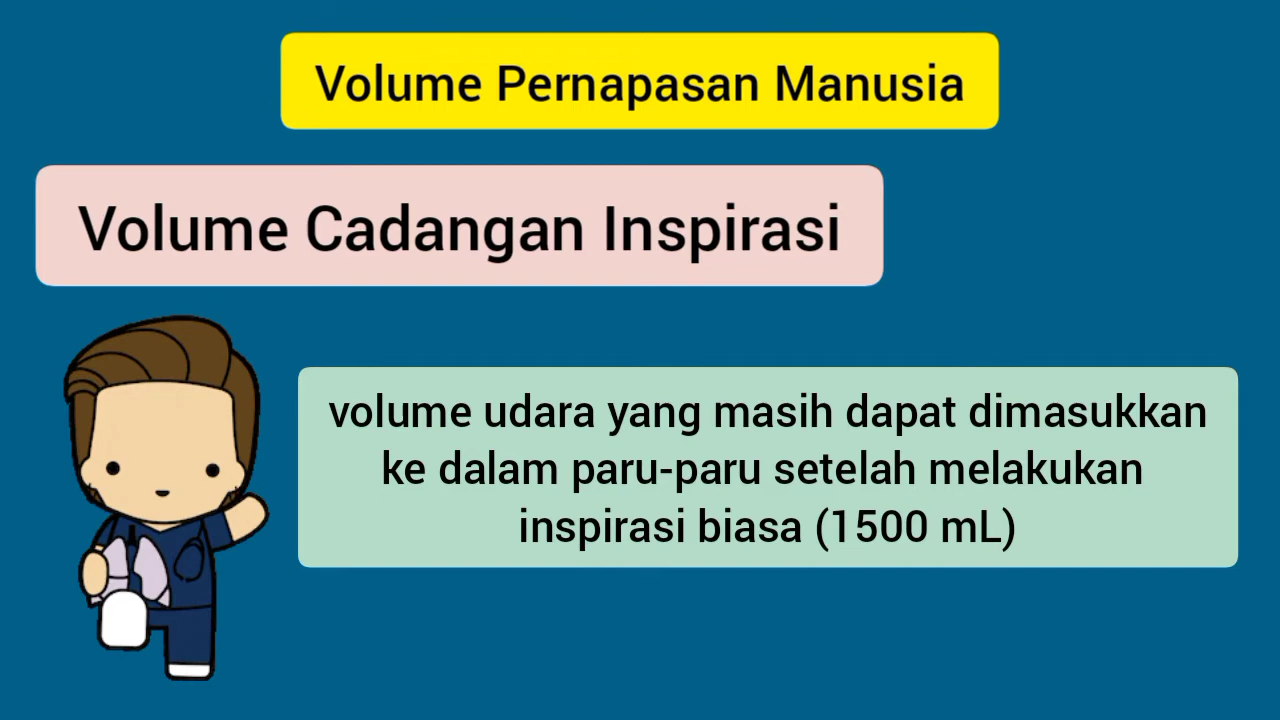 Volume Pernapasan Manusia
Volume Cadangan Inspirasi
volume udara yang masih dapat dimasukkan
ke dalam paru-paru setelah melakukan
inspirasi biasa (1500 mL)